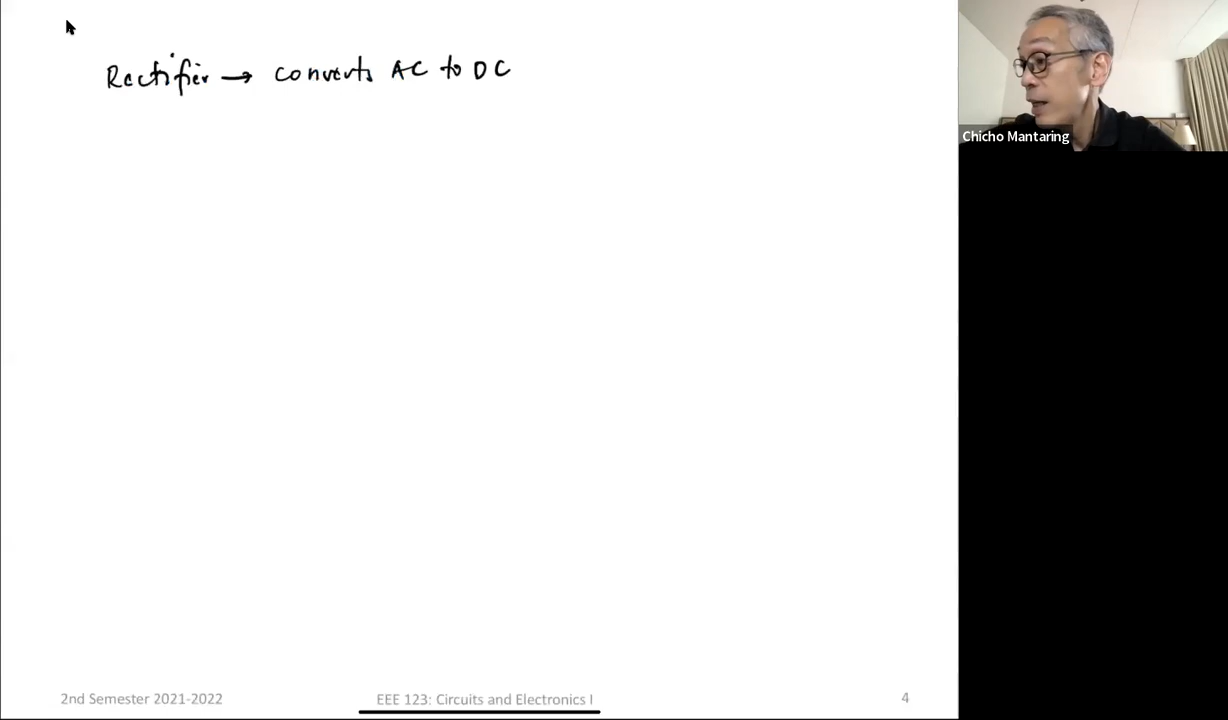 Rectifier → converts AC to DC
Chicho Mantaring
2nd Semester 2021-2022
EEE 123: Circuits and Electronics I
4